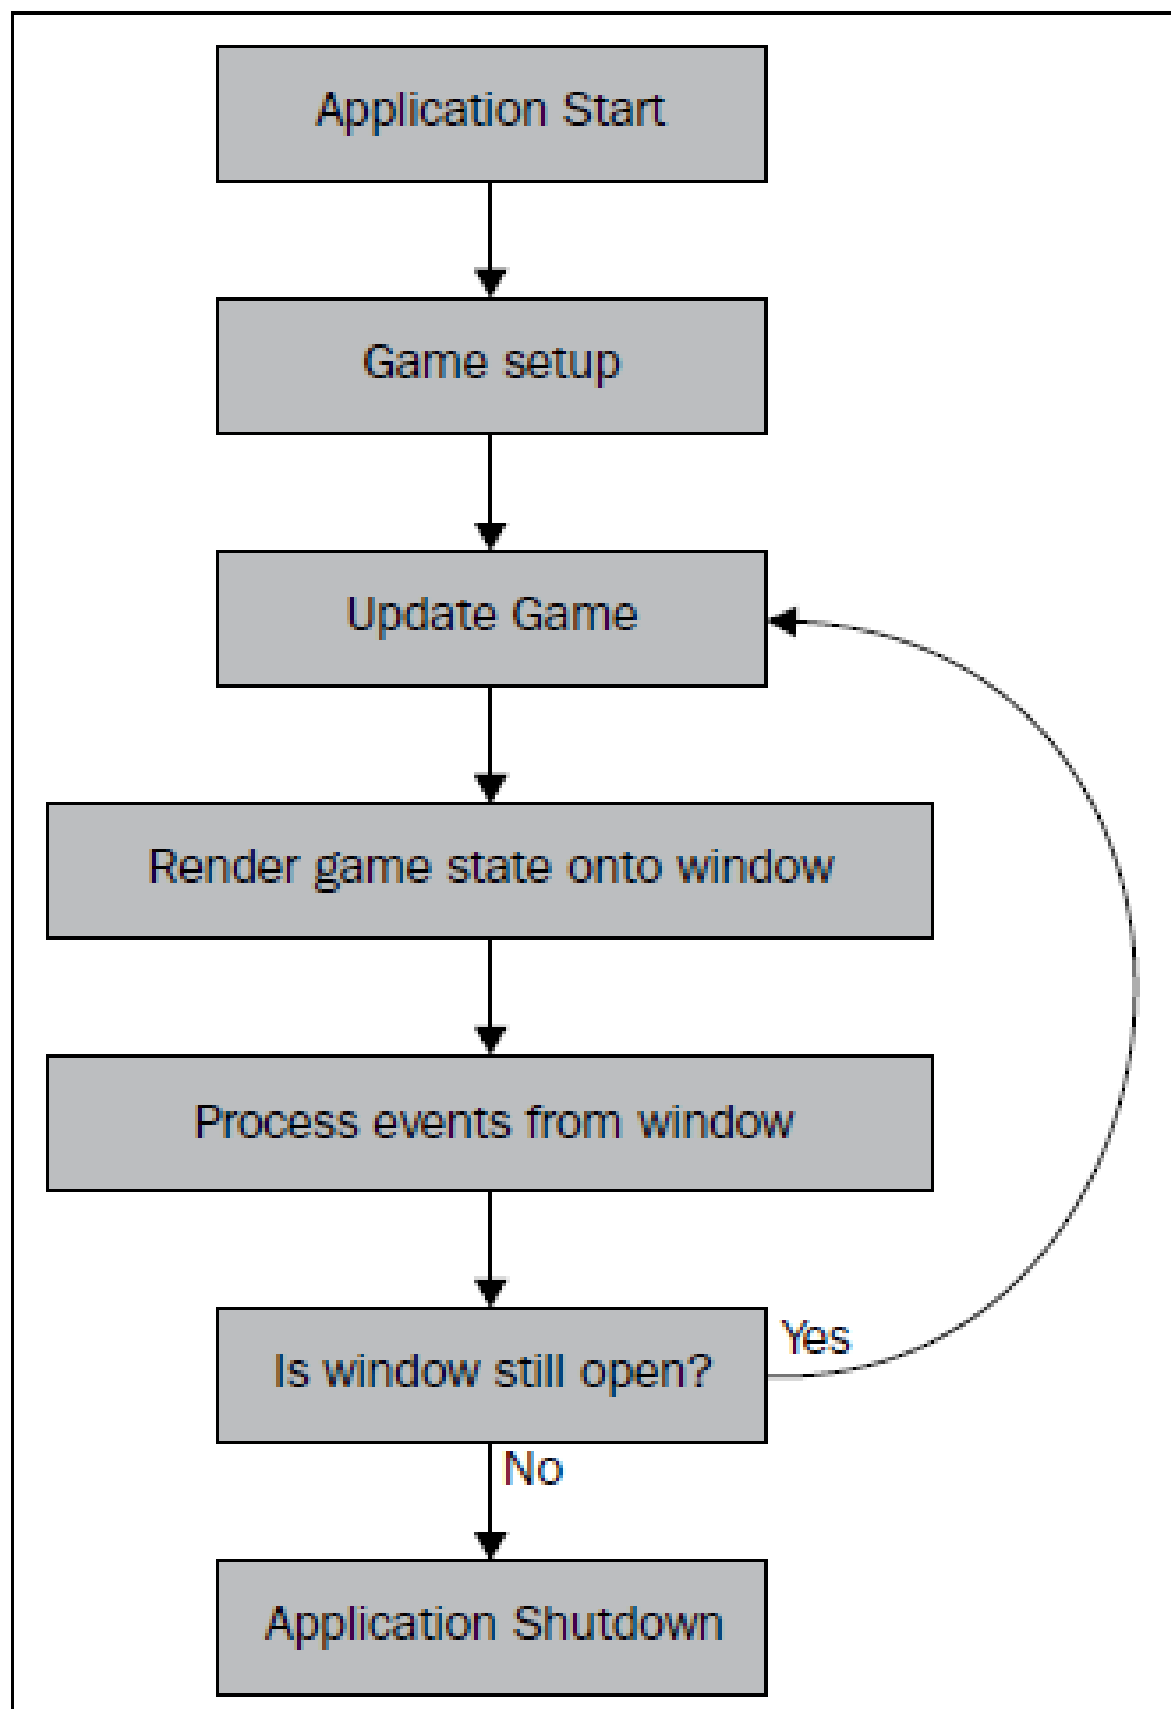 Application Start
Game setup
Update Game
Render game state onto window
Process events from window
Is window still open?
Yes
No
Application Shutdown